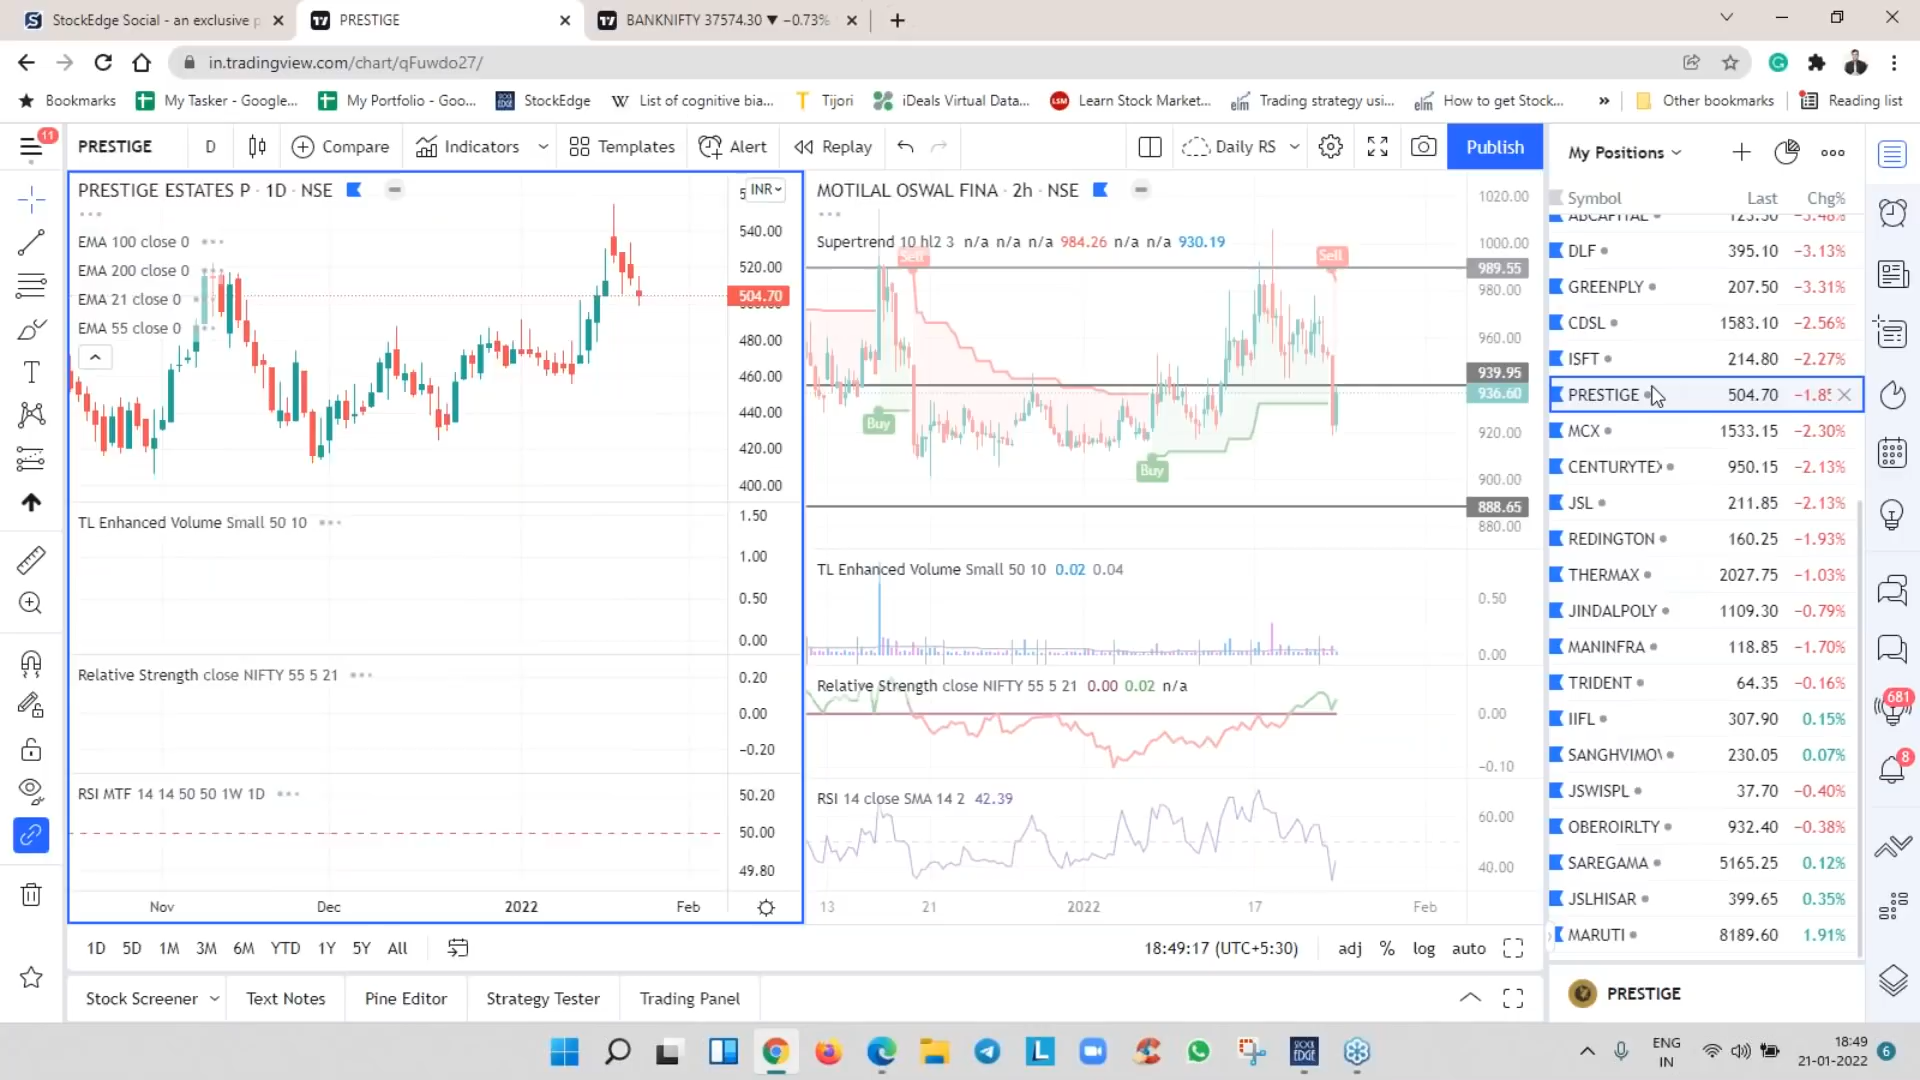 StockEdge Social - an exclusive p
PRESTIGE
BANKNIFTY 37574.30 ▼ −0.73%
in.tradingview.com/chart/qFuwdo27/
Bookmarks
My Tasker - Google...
My Portfolio - Goo...
StockEdge
List of cognitive bia...
Tijori
iDeals Virtual Data...
Learn Stock Market...
Trading strategy usi...
How to get Stock...
»
Other bookmarks
Reading list
11
PRESTIGE
D
Compare
Indicators
Templates
Alert
Replay
Daily RS
Publish
My Positions
PRESTIGE ESTATES P · 1D · NSE
INR
EMA 100 close 0
EMA 200 close 0
EMA 21 close 0
EMA 55 close 0
540.00
520.00
504.70
480.00
460.00
440.00
420.00
400.00
TL Enhanced Volume Small 50 10
1.50
1.00
0.50
0.00
Relative Strength close NIFTY 55 5 21
0.20
0.00
−0.20
RSI MTF 14 14 50 50 1W 1D
50.20
50.00
49.80
Nov
Dec
2022
Feb
MOTILAL OSWAL FINA · 2h · NSE
Supertrend 10 hl2 3 n/a n/a n/a 984.26 n/a n/a 930.19
Sell
Sell
Buy
Buy
1020.00
1000.00
989.55
980.00
960.00
939.95
936.60
920.00
900.00
888.65
880.00
TL Enhanced Volume Small 50 10 0.02 0.04
0.50
0.00
Relative Strength close NIFTY 55 5 21 0.00 0.02 n/a
0.00
−0.10
RSI 14 close SMA 14 2 42.39
60.00
40.00
13
21
2022
17
Feb
Symbol Last Chg%
ABCAPITAL 123.30 −3.48%
DLF 395.10 −3.13%
GREENPLY 207.50 −3.31%
CDSL 1583.10 −2.56%
ISFT 214.80 −2.27%
PRESTIGE 504.70 −1.85
MCX 1533.15 −2.30%
CENTURYTEX 950.15 −2.13%
JSL 211.85 −2.13%
REDINGTON 160.25 −1.93%
THERMAX 2027.75 −1.03%
JINDALPOLY 1109.30 −0.79%
MANINFRA 118.85 −1.70%
TRIDENT 64.35 −0.16%
IIFL 307.90 0.15%
SANGHVIMOV 230.05 0.07%
JSWISPL 37.70 −0.40%
OBEROIRLTY 932.40 −0.38%
SAREGAMA 5165.25 0.12%
JSLHISAR 399.65 0.35%
MARUTI 8189.60 1.91%
681
8
1D 5D 1M 3M 6M YTD 1Y 5Y All
18:49:17 (UTC+5:30)
adj % log auto
Stock Screener
Text Notes
Pine Editor
Strategy Tester
Trading Panel
PRESTIGE
STOCK EDGE
ENG
IN
18:49
21-01-2022
6